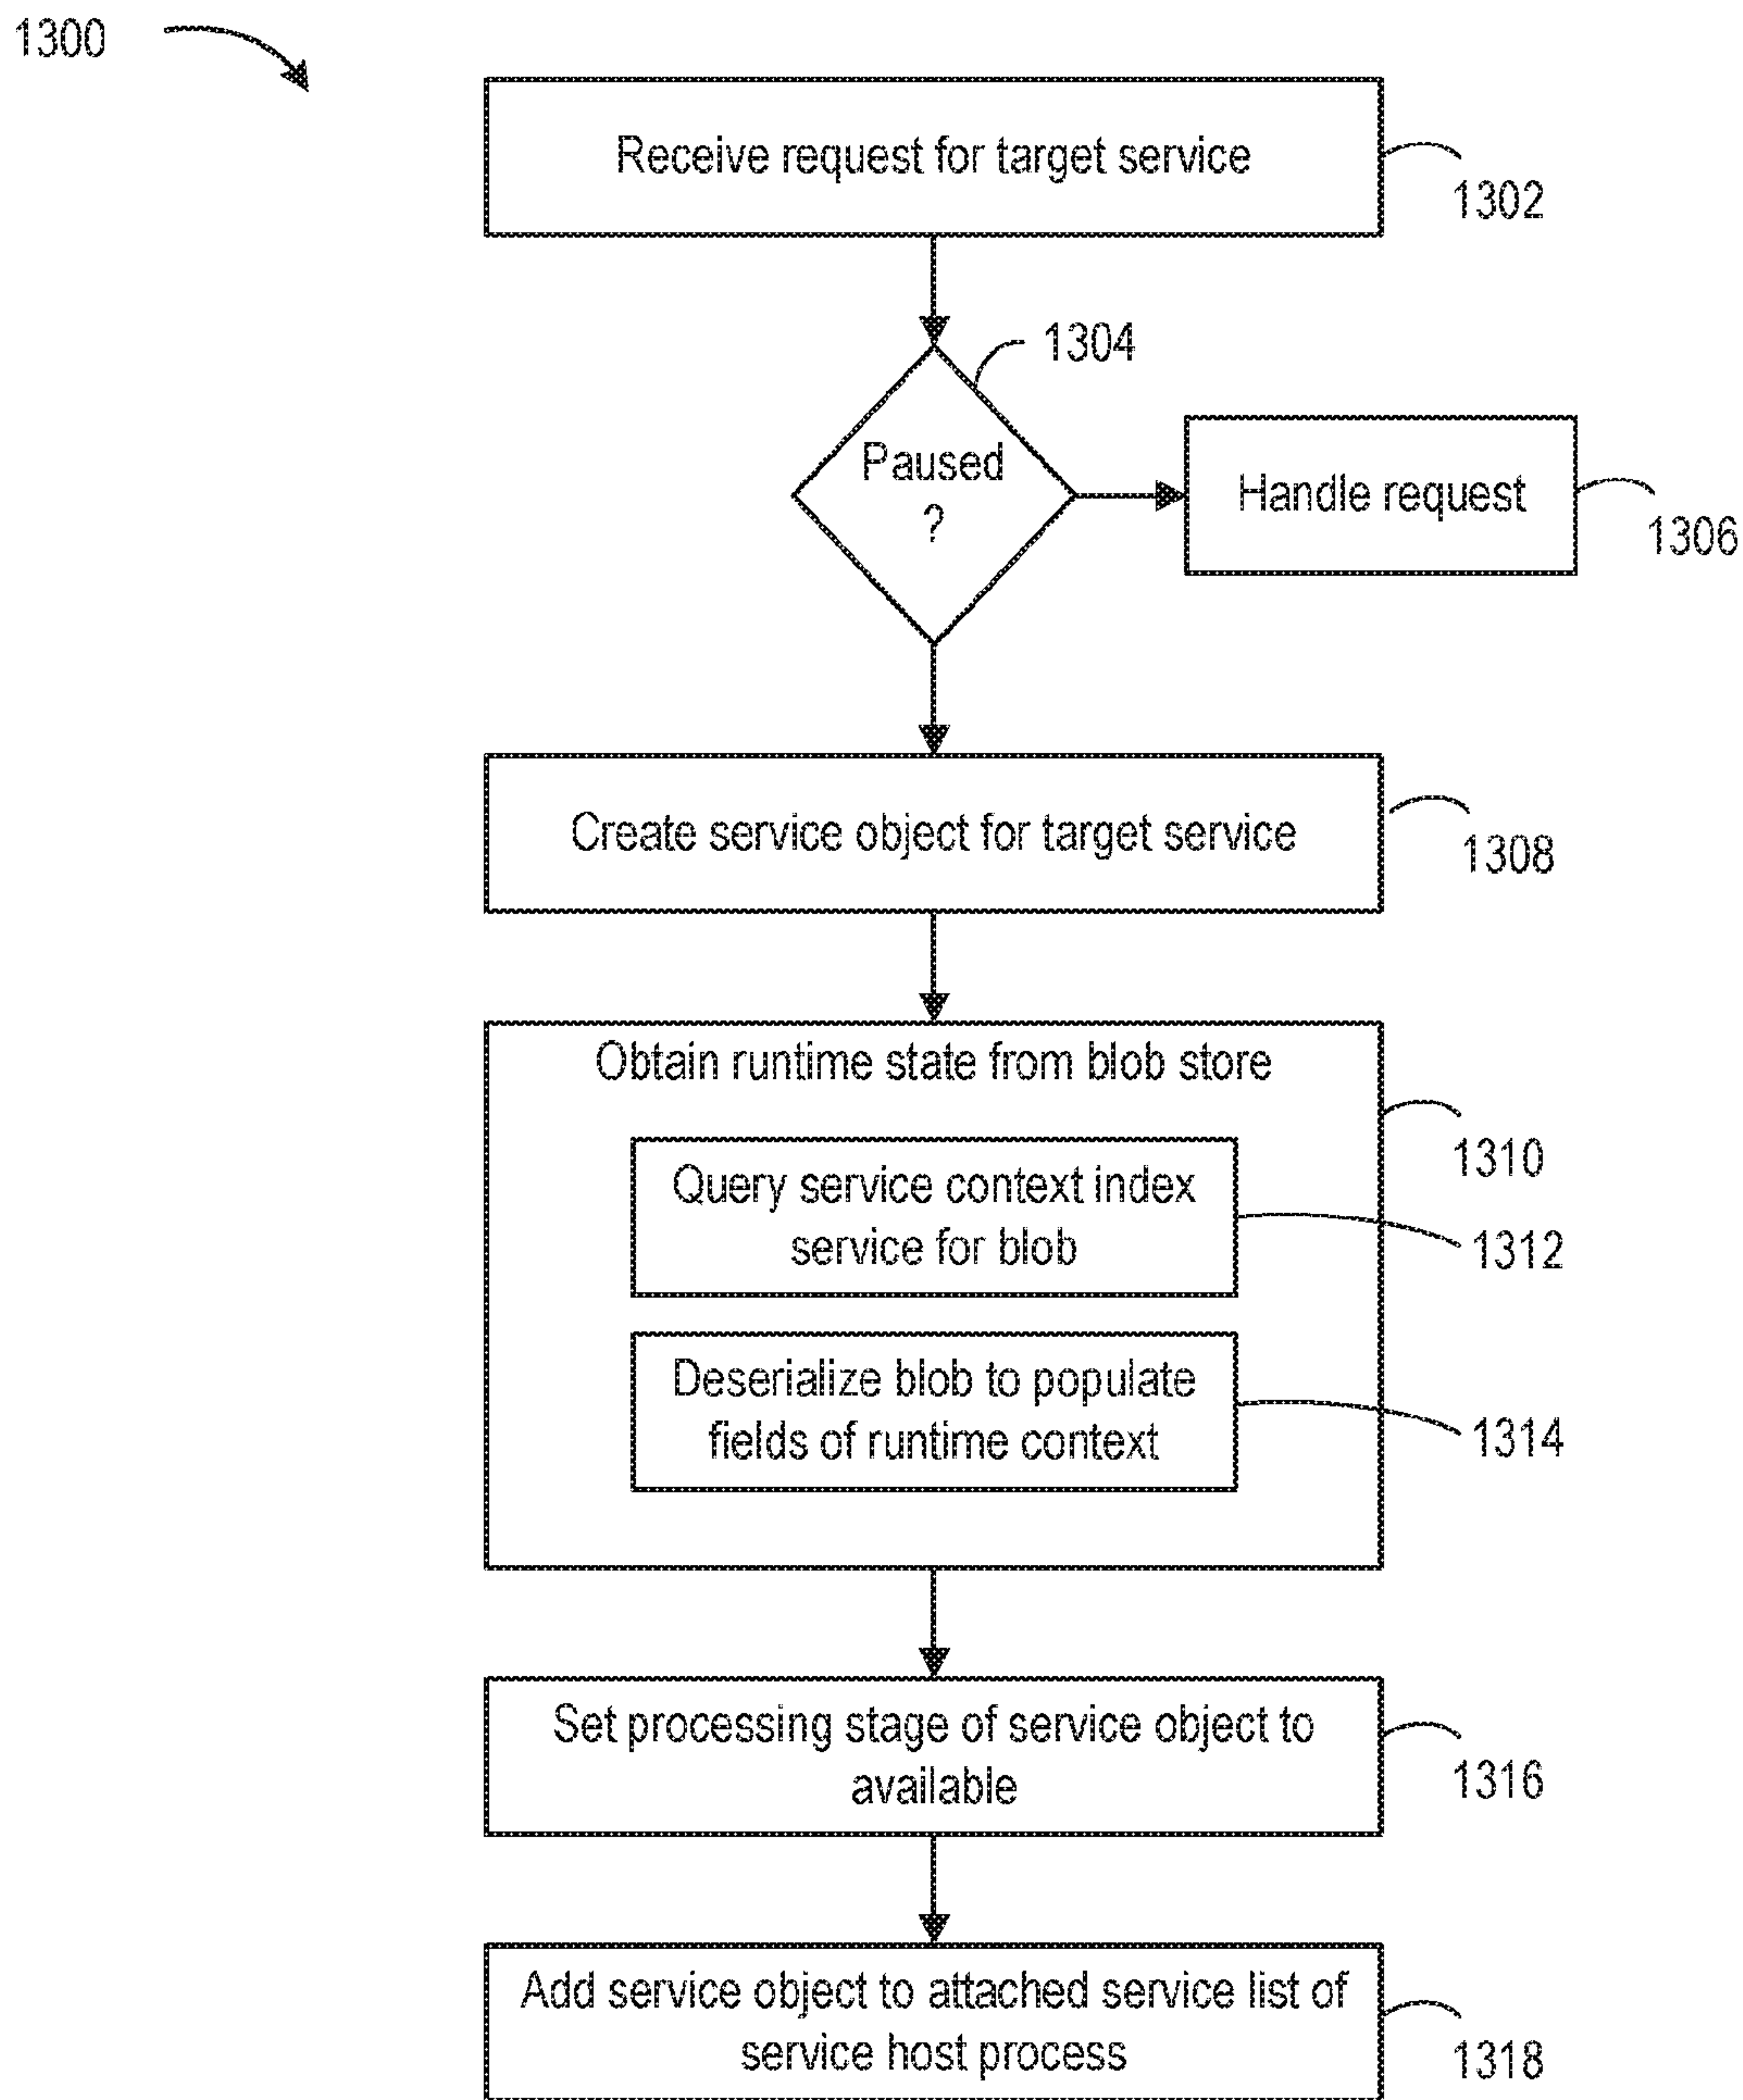 1300
Receive request for target service
1302
1304
Paused
?
Handle request
1306
Create service object for target service
1308
Obtain runtime state from blob store
1310
Query service context index
service for blob
1312
Deserialize blob to populate
fields of runtime context
1314
Set processing stage of service object to
available
1316
Add service object to attached service list of
service host process
1318